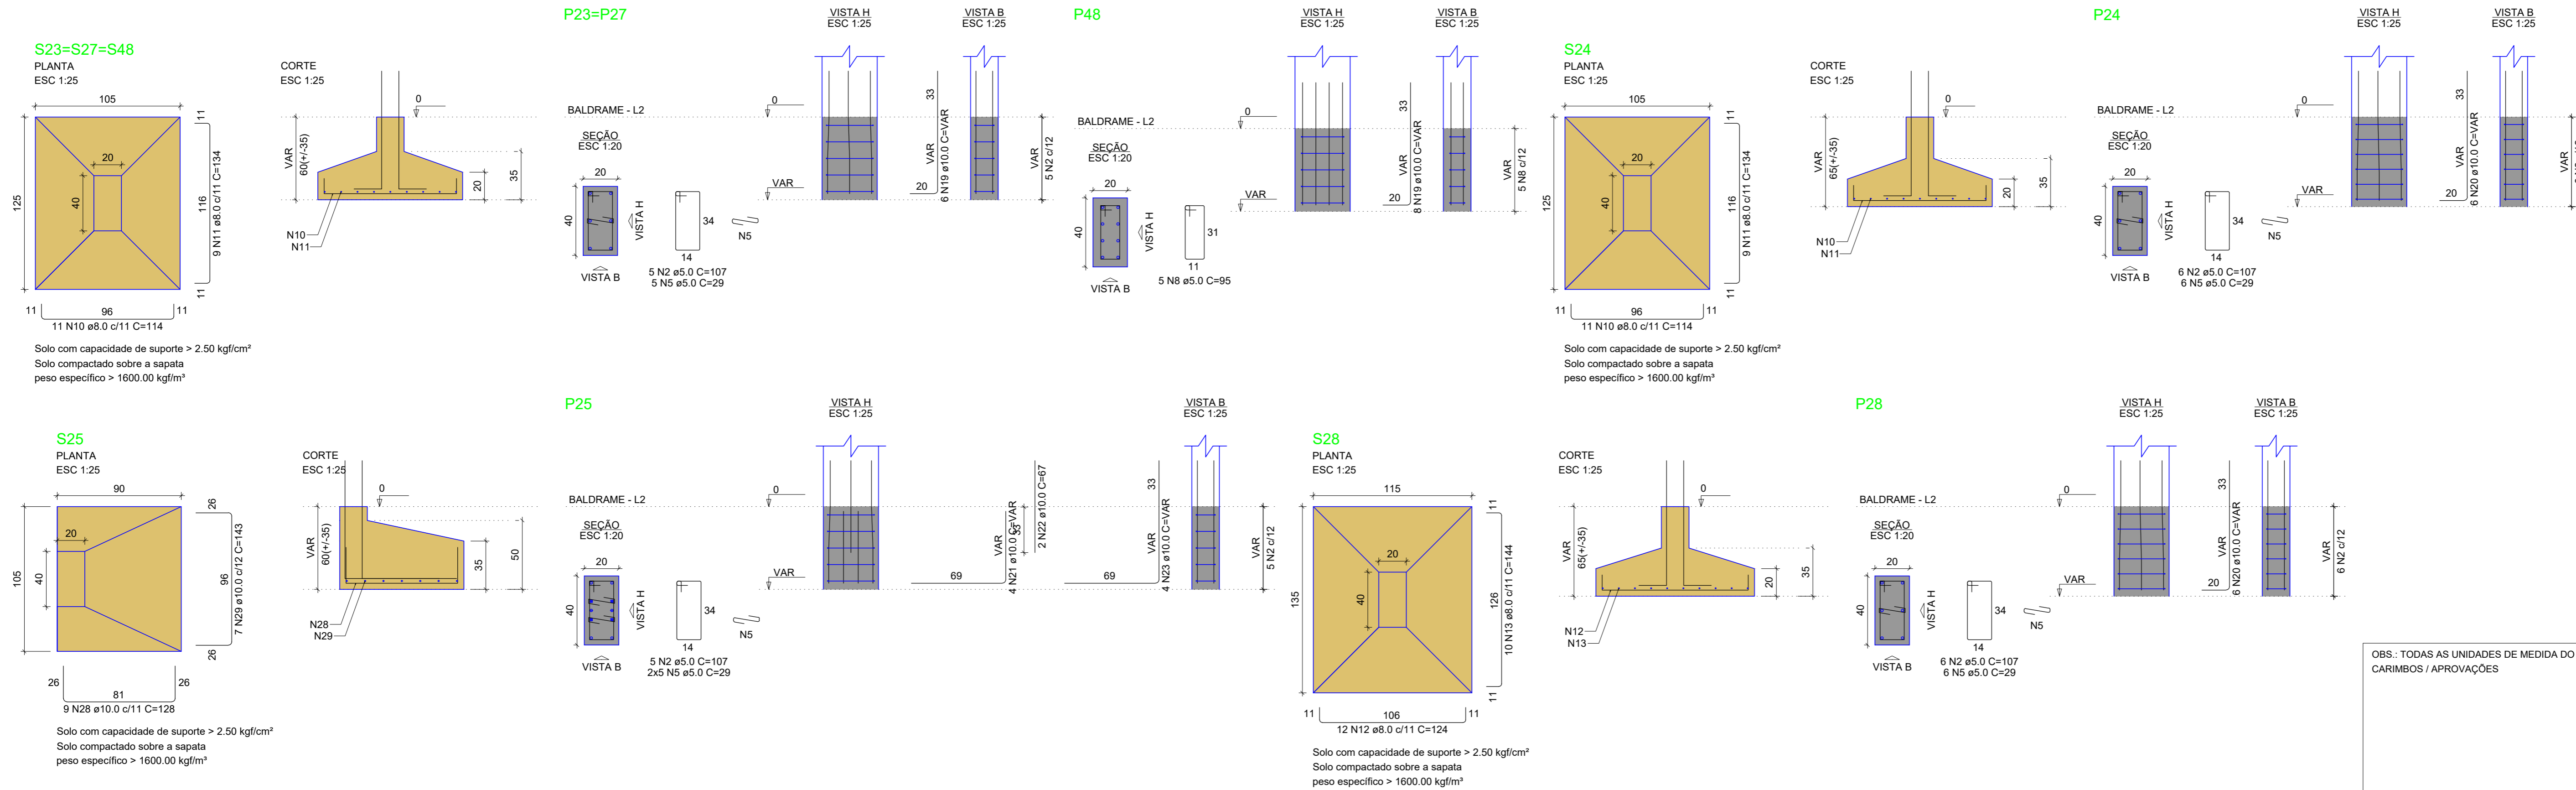 S23=S27=S48
PLANTA
ESC 1:25
105
125
20
40
11
116
11
9 N11 ø8.0 c/11 C=134
11
96
11
11 N10 ø8.0 c/11 C=114
Solo com capacidade de suporte > 2.50 kgf/cm²
Solo compactado sobre a sapata
peso específico > 1600.00 kgf/m³
CORTE
ESC 1:25
0
VAR
60(+/-35)
20
35
N10
N11
P23=P27
VISTA H
ESC 1:25
VISTA B
ESC 1:25
BALDRAME - L2
0
VAR
SEÇÃO
ESC 1:20
20
40
VISTA H
VISTA B
34
14
N5
5 N2 ø5.0 C=107
5 N5 ø5.0 C=29
33
VAR
20
6 N19 ø10.0 C=VAR
VAR
5 N2 c/12
P48
VISTA H
ESC 1:25
VISTA B
ESC 1:25
BALDRAME - L2
0
VAR
SEÇÃO
ESC 1:20
20
40
VISTA H
VISTA B
31
11
5 N8 ø5.0 C=95
33
VAR
20
8 N19 ø10.0 C=VAR
VAR
5 N8 c/12
S24
PLANTA
ESC 1:25
105
125
20
40
11
116
11
9 N11 ø8.0 c/11 C=134
11
96
11
11 N10 ø8.0 c/11 C=114
Solo com capacidade de suporte > 2.50 kgf/cm²
Solo compactado sobre a sapata
peso específico > 1600.00 kgf/m³
CORTE
ESC 1:25
0
VAR
65(+/-35)
20
35
N10
N11
P24
VISTA H
ESC 1:25
VISTA B
ESC 1:25
BALDRAME - L2
0
VAR
SEÇÃO
ESC 1:20
20
40
VISTA H
VISTA B
34
14
N5
6 N2 ø5.0 C=107
6 N5 ø5.0 C=29
33
VAR
20
6 N20 ø10.0 C=VAR
VAR
S25
PLANTA
ESC 1:25
90
105
20
40
26
96
26
7 N29 ø10.0 c/12 C=143
26
81
26
9 N28 ø10.0 c/11 C=128
Solo com capacidade de suporte > 2.50 kgf/cm²
Solo compactado sobre a sapata
peso específico > 1600.00 kgf/m³
CORTE
ESC 1:25
0
VAR
60(+/-35)
35
50
N28
N29
P25
VISTA H
ESC 1:25
VISTA B
ESC 1:25
BALDRAME - L2
0
VAR
SEÇÃO
ESC 1:20
20
40
VISTA H
VISTA B
34
14
N5
5 N2 ø5.0 C=107
2x5 N5 ø5.0 C=29
VAR
69
4 N21 ø10.0 C=VAR
2 N22 ø10.0 C=67
33
VAR
69
4 N23 ø10.0 C=VAR
VAR
5 N2 c/12
S28
PLANTA
ESC 1:25
115
135
20
40
11
126
11
10 N13 ø8.0 c/11 C=144
11
106
11
12 N12 ø8.0 c/11 C=124
Solo com capacidade de suporte > 2.50 kgf/cm²
Solo compactado sobre a sapata
peso específico > 1600.00 kgf/m³
CORTE
ESC 1:25
0
VAR
65(+/-35)
20
35
N12
N13
P28
VISTA H
ESC 1:25
VISTA B
ESC 1:25
BALDRAME - L2
0
VAR
SEÇÃO
ESC 1:20
20
40
VISTA H
VISTA B
34
14
N5
6 N2 ø5.0 C=107
6 N5 ø5.0 C=29
33
VAR
20
6 N20 ø10.0 C=VAR
VAR
6 N2 c/12
OBS.: TODAS AS UNIDADES DE MEDIDA DO
CARIMBOS / APROVAÇÕES